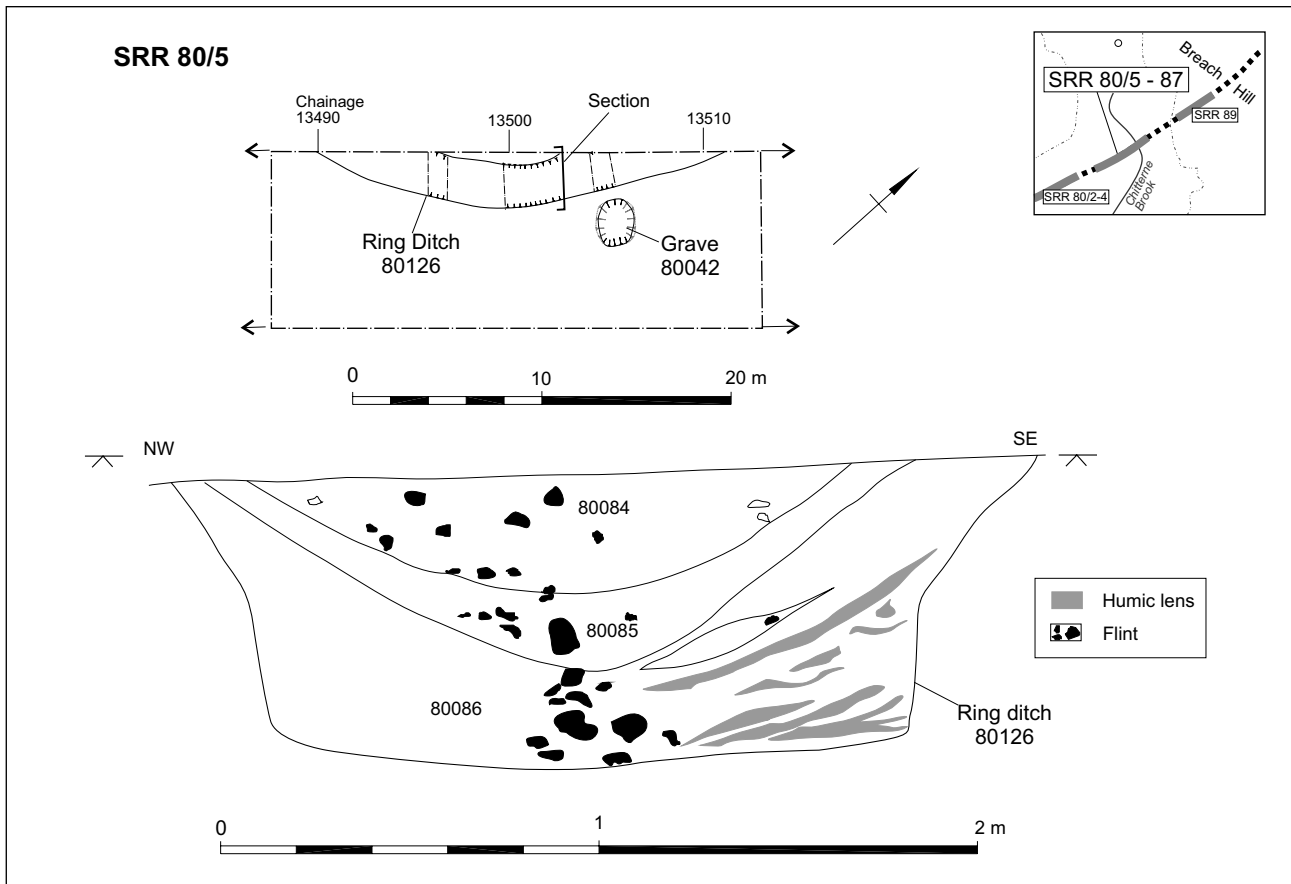 SRR 80/5
Chainage
13490
13500
Section
13510
Ring Ditch
80126
Grave
80042
0
10
20 m
SRR 80/5 - 87
Breach
Hill
SRR 89
SRR 80/2-4
Chitterne
Brook
NW
SE
80084
80085
80086
Ring ditch
80126
Humic lens
Flint
0
1
2 m